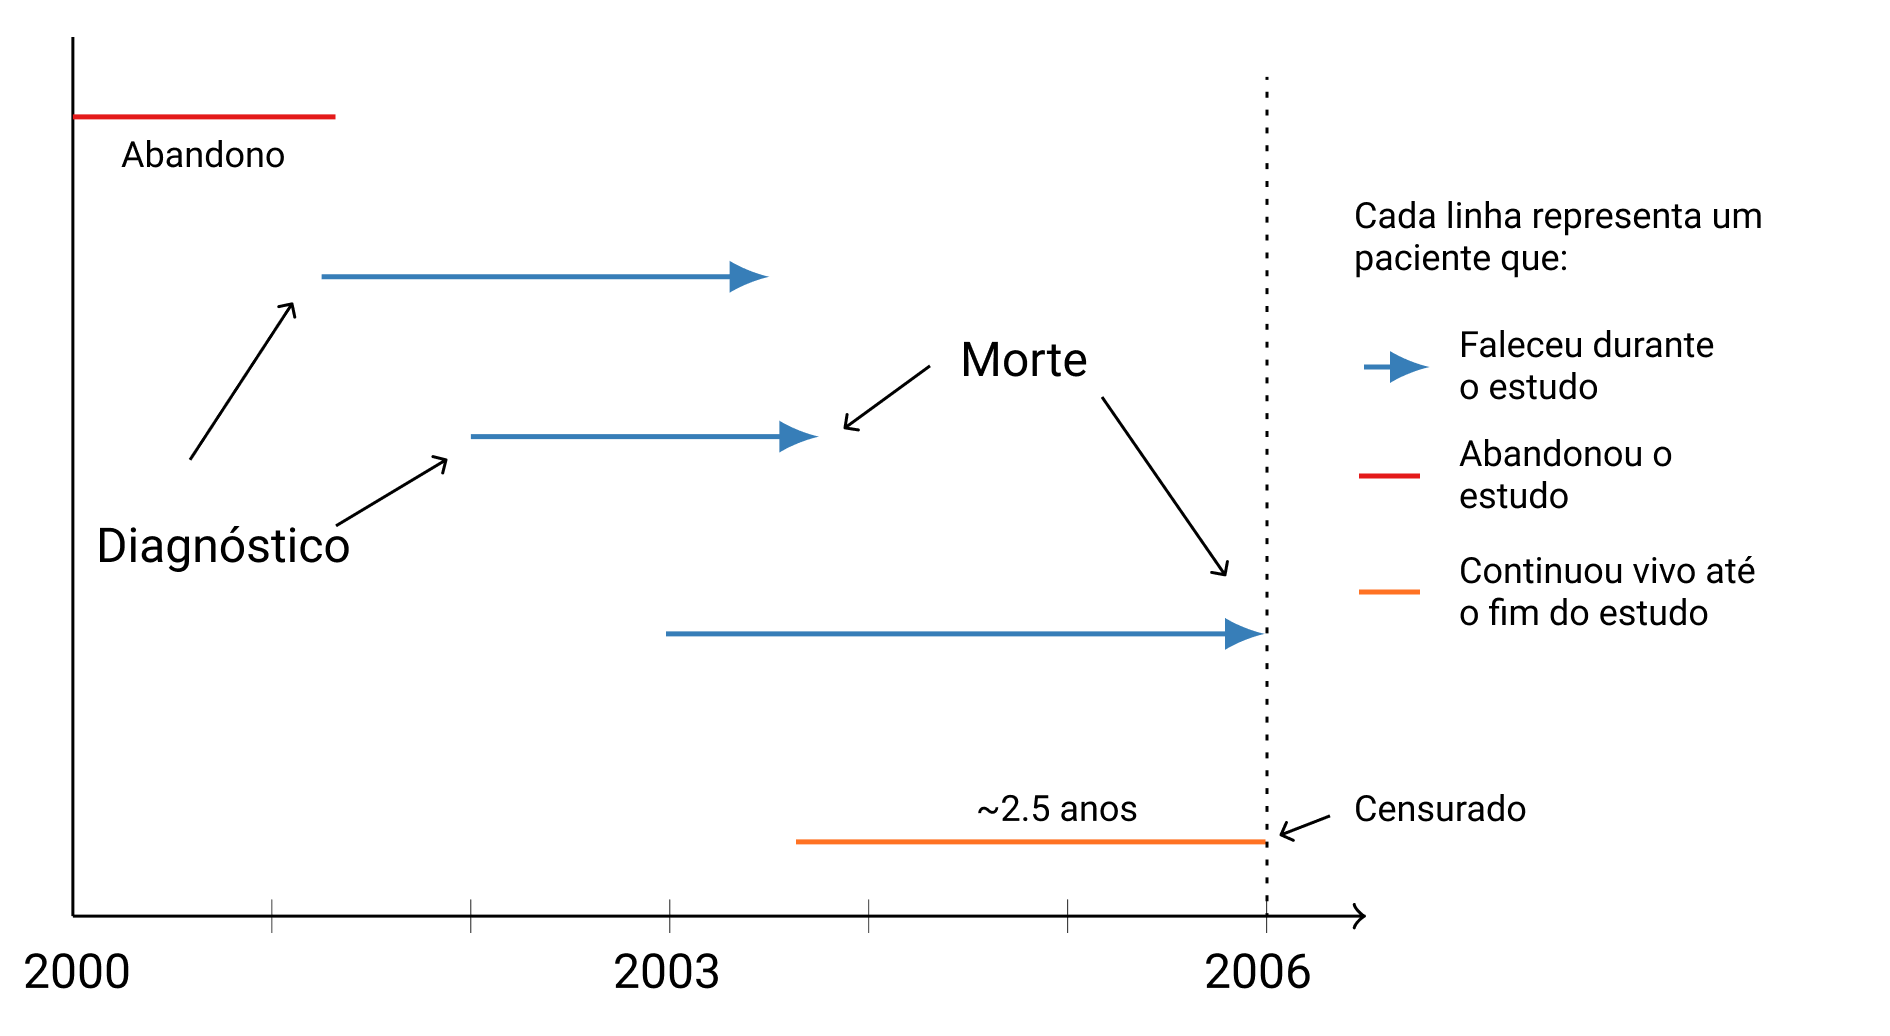 Abandono
Cada linha representa um
paciente que:
Faleceu durante
o estudo
Morte
Abandonou o
estudo
Diagnóstico
Continuou vivo até
o fim do estudo
~2.5 anos
Censurado
2000
2003
2006